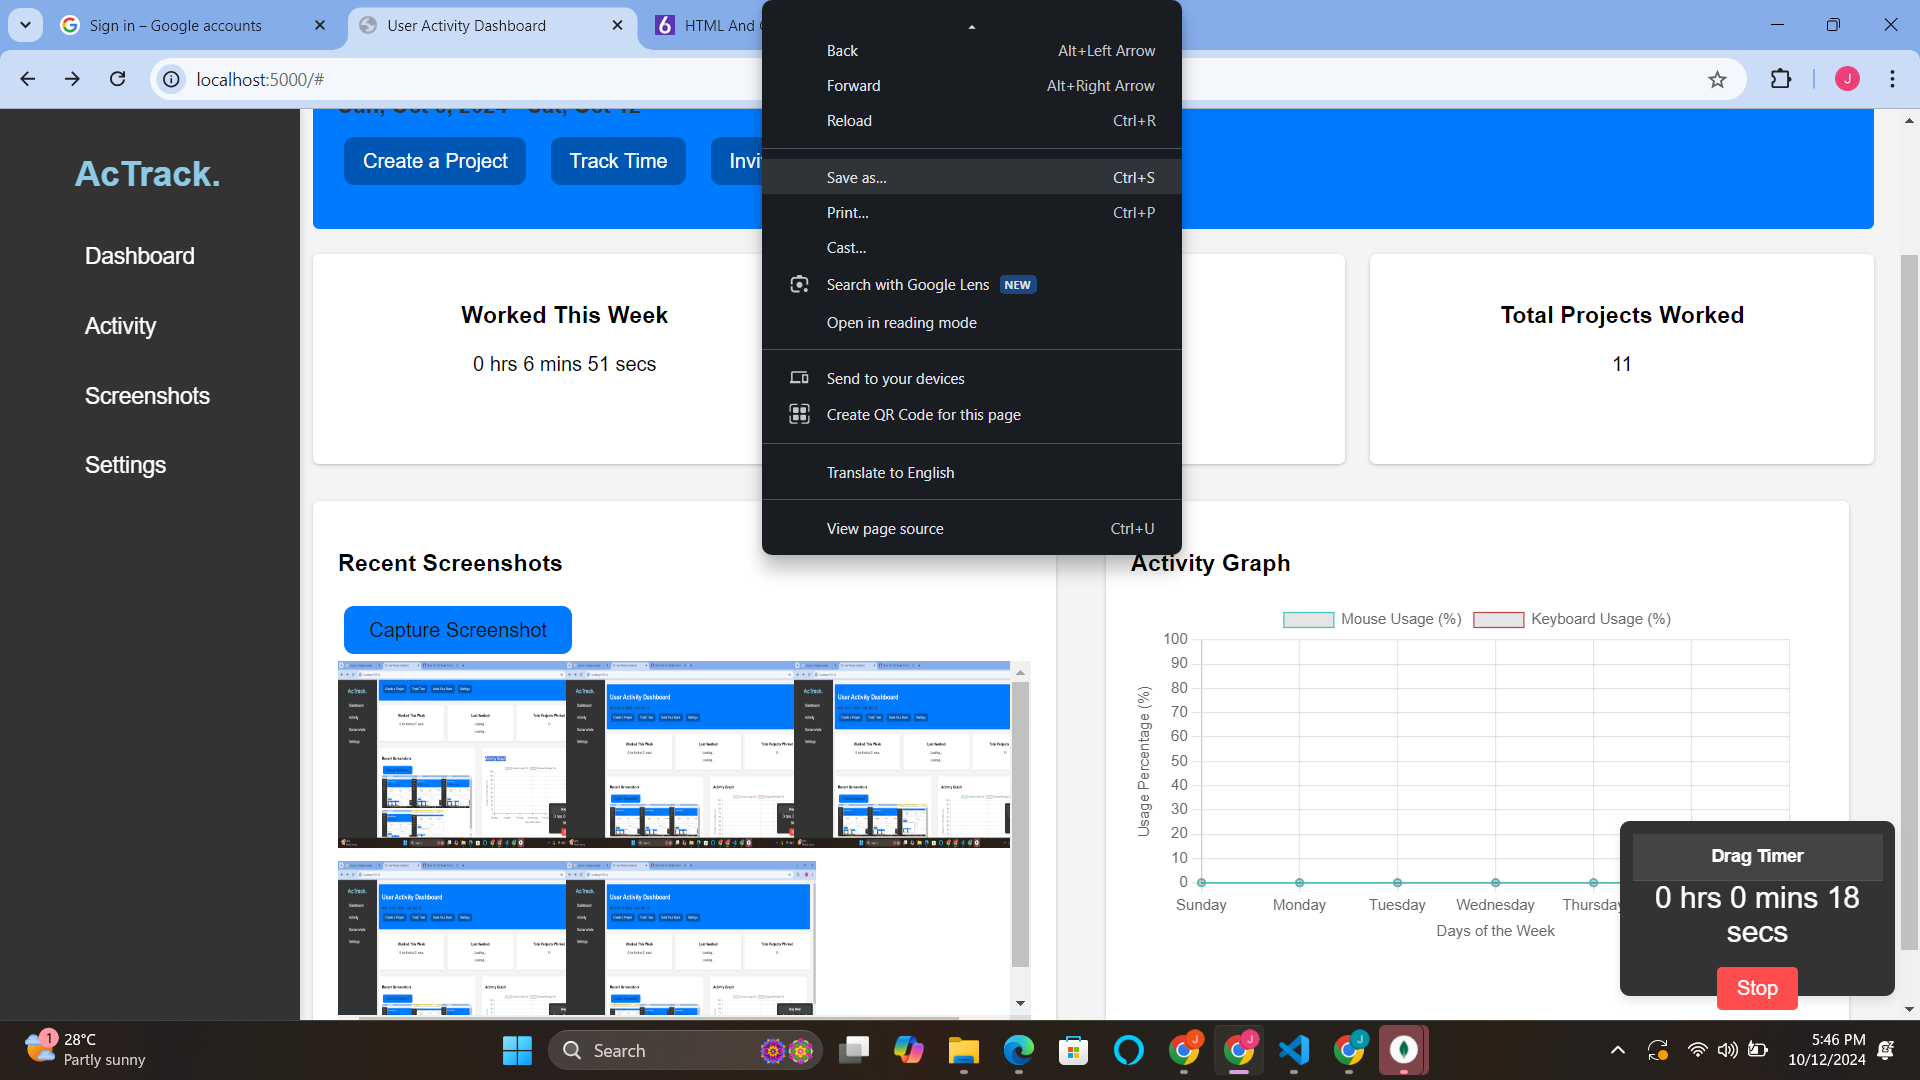 Sign in – Google accounts
User Activity Dashboard
HTML And
localhost:5000/#
J
AcTrack.
Dashboard
Activity
Screenshots
Settings
Create a Project
Track Time
Back Alt+Left Arrow
Forward Alt+Right Arrow
Reload Ctrl+R
Save as... Ctrl+S
Print... Ctrl+P
Cast...
Search with Google Lens NEW
Open in reading mode
Send to your devices
Create QR Code for this page
Translate to English
View page source Ctrl+U
Worked This Week
0 hrs 6 mins 51 secs
Total Projects Worked
11
Recent Screenshots
Capture Screenshot
Activity Graph
Mouse Usage (%) Keyboard Usage (%)
Usage Percentage (%)
100
90
80
70
60
50
40
30
20
10
0
Sunday Monday Tuesday Wednesday Thursday
Days of the Week
Drag Timer
0 hrs 0 mins 18
secs
Stop
1
28°C
Partly sunny
Search
5:46 PM
10/12/2024